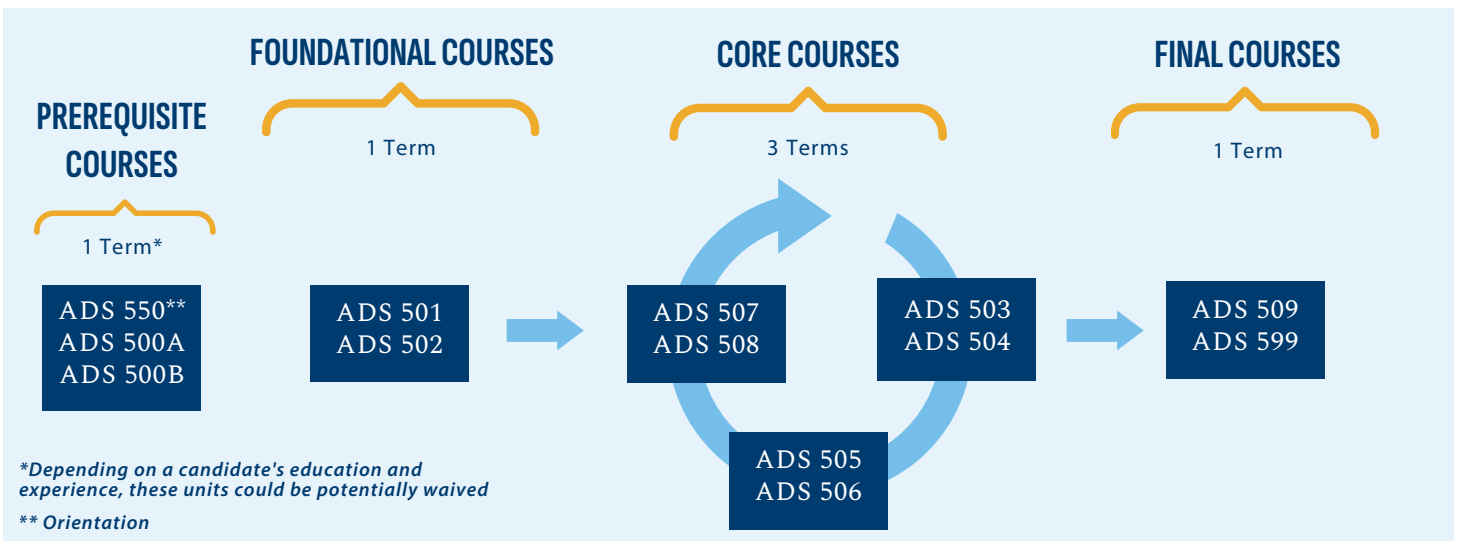 PREREQUISITE
COURSES
1 Term*
ADS 550**
ADS 500A
ADS 500B
FOUNDATIONAL COURSES
1 Term
ADS 501
ADS 502
CORE COURSES
3 Terms
ADS 507
ADS 508
ADS 503
ADS 504
ADS 505
ADS 506
FINAL COURSES
1 Term
ADS 509
ADS 599
*Depending on a candidate's education and
experience, these units could be potentially waived
** Orientation